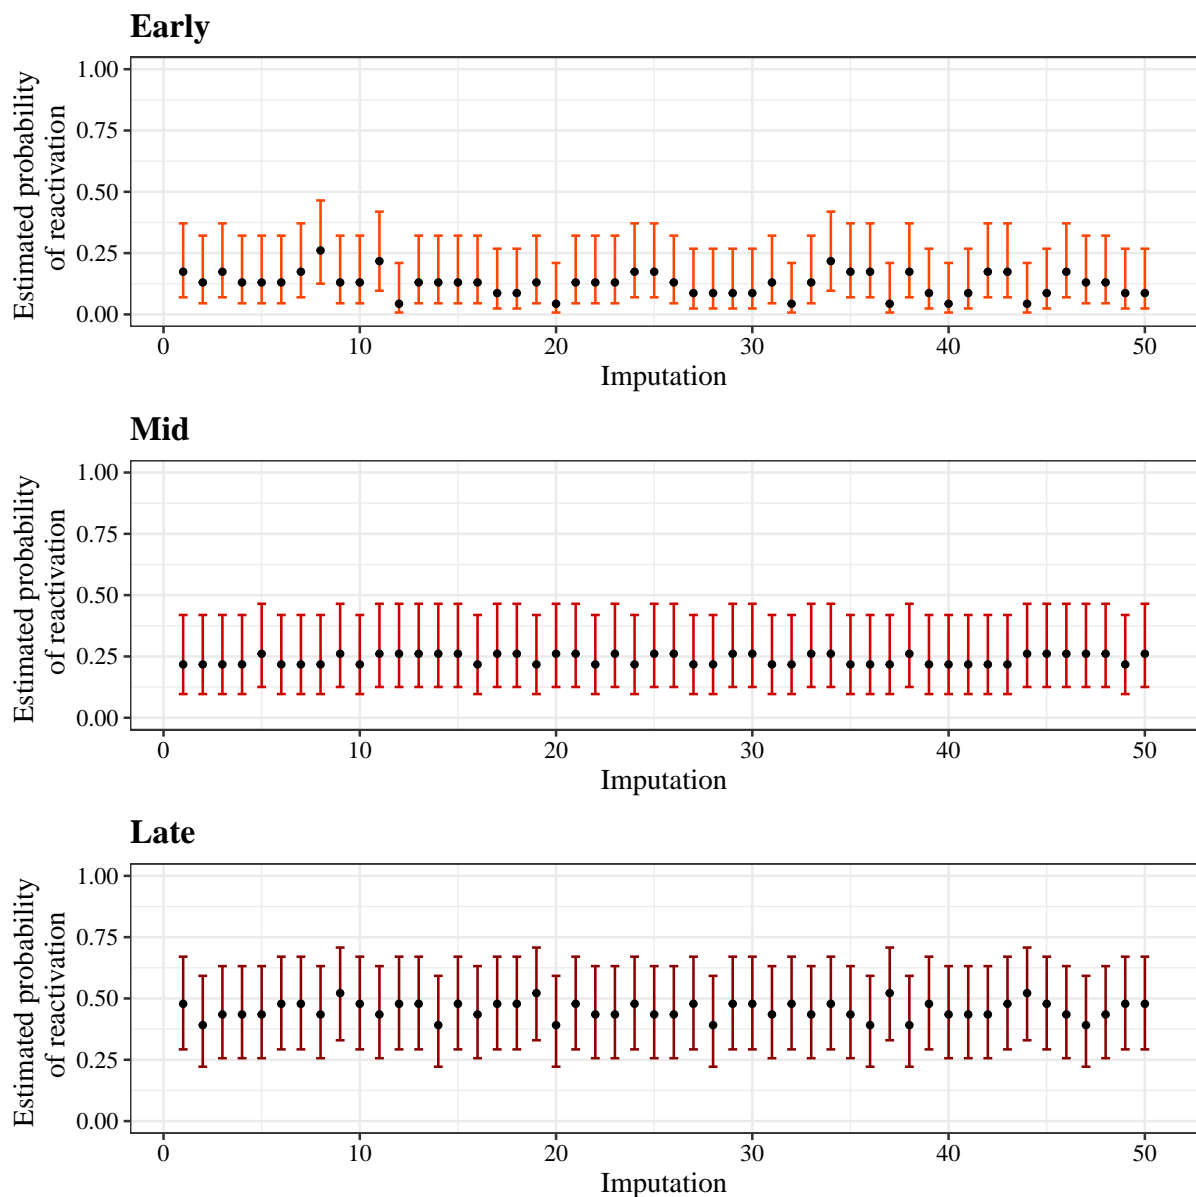 Early
Estimated probability
of reactivation
1.00
0.75
0.50
0.25
0.00
0 10 20 30 40 50
Imputation
Mid
Estimated probability
of reactivation
1.00
0.75
0.50
0.25
0.00
0 10 20 30 40 50
Imputation
Late
Estimated probability
of reactivation
1.00
0.75
0.50
0.25
0.00
0 10 20 30 40 50
Imputation